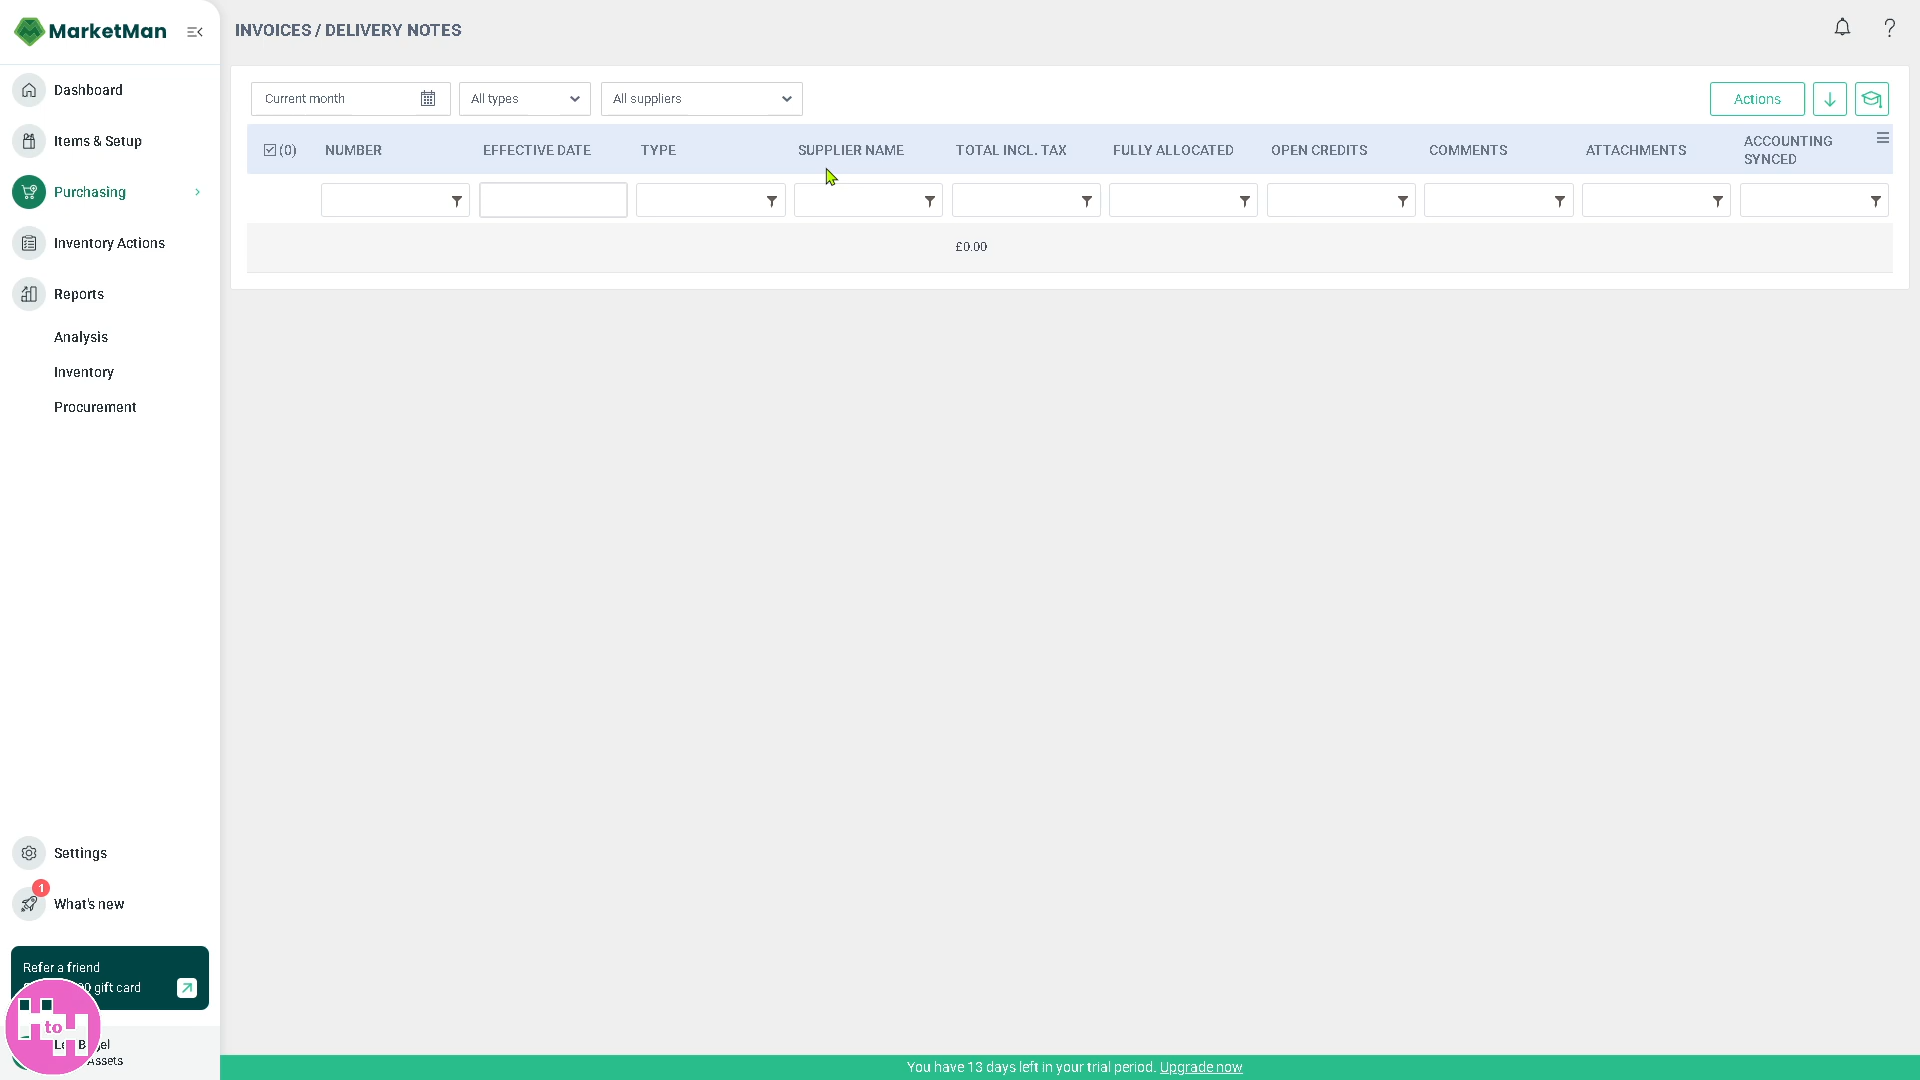 MarketMan
INVOICES / DELIVERY NOTES
Dashboard
Items & Setup
Purchasing
Inventory Actions
Reports
Analysis
Inventory
Procurement
Settings
1
What's new
Refer a friend
gift card
to
Assets
Current month
All types
All suppliers
Actions
(0)
NUMBER
EFFECTIVE DATE
TYPE
SUPPLIER NAME
TOTAL INCL. TAX
FULLY ALLOCATED
OPEN CREDITS
COMMENTS
ATTACHMENTS
ACCOUNTING
SYNCED
£0.00
You have 13 days left in your trial period. Upgrade now